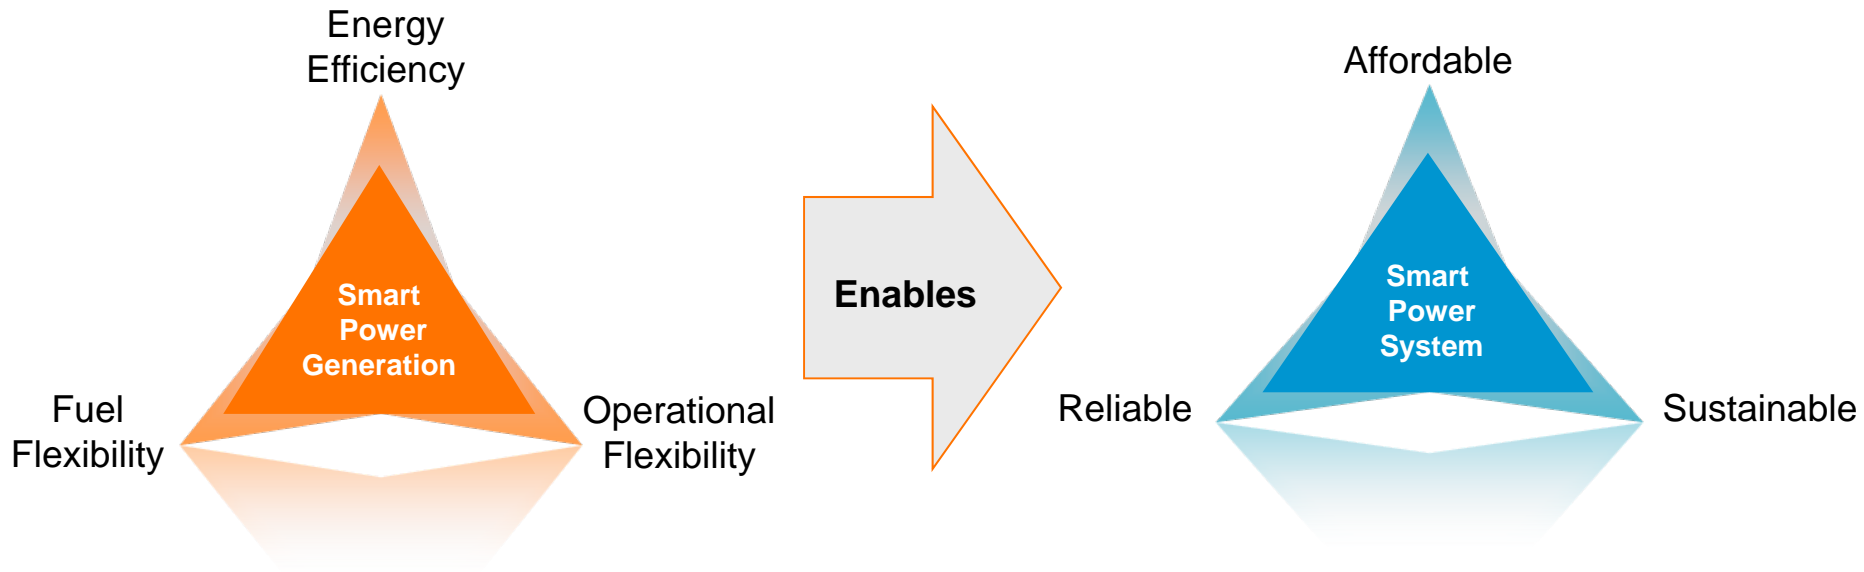 Energy
Efficiency
Smart
Power
Generation
Fuel
Flexibility
Operational
Flexibility
Enables
Affordable
Smart
Power
System
Reliable
Sustainable